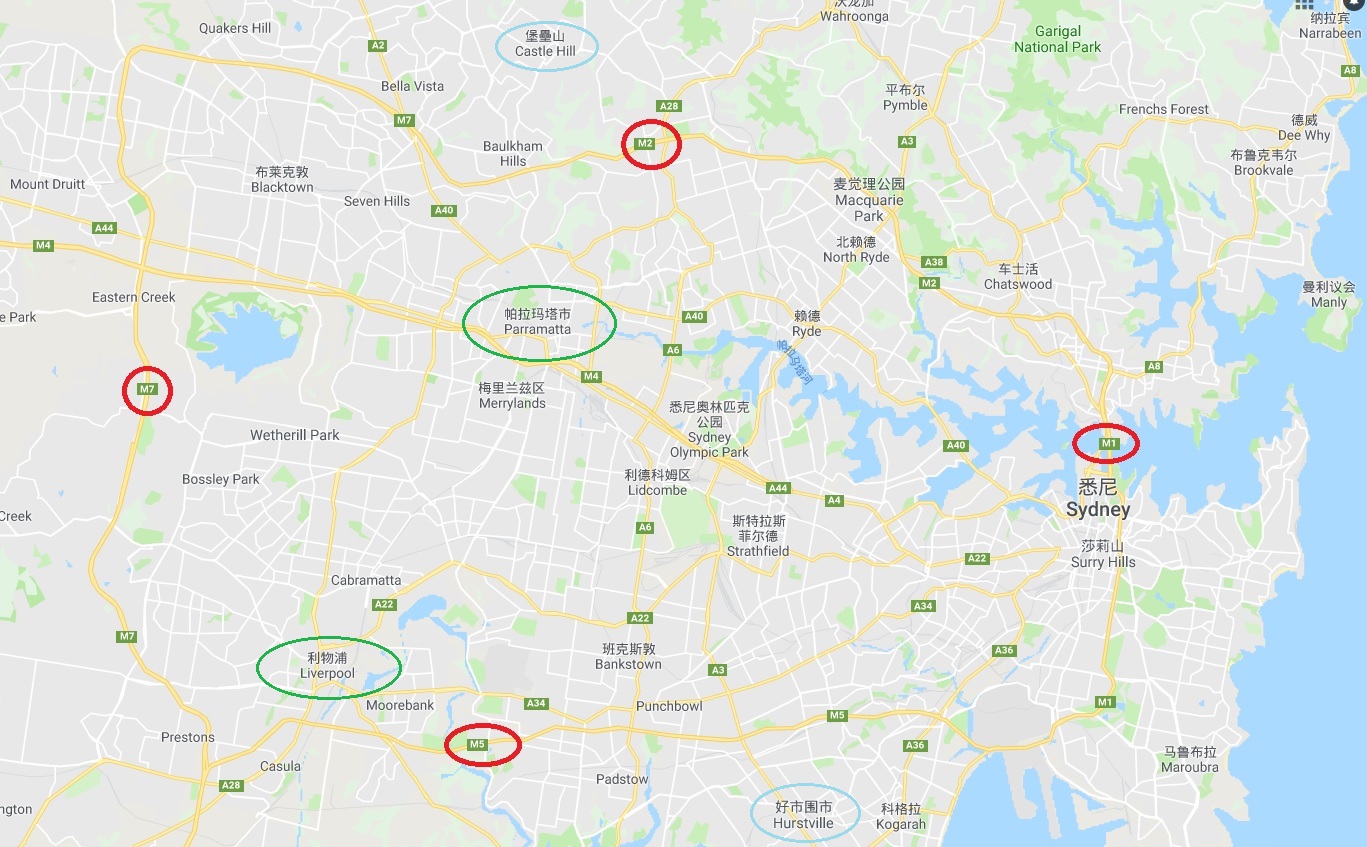 沃龙加
Wahroonga
纳拉宾
Narrabeen
Quakers Hill
堡壘山
Castle Hill
Garigal
National Park
A2
A8
Bella Vista
平布尔
Pymble
A28
Frenchs Forest
M7
德威
Dee Why
M2
A3
Baulkham
Hills
布鲁克韦尔
Brookvale
布莱克敦
Blacktown
Mount Druitt
麦觉理公园
Macquarie
Park
Seven Hills
A40
A44
M4
北赖德
North Ryde
A38
车士活
Chatswood
M2
Eastern Creek
曼利议会
Manly
e Park
帕拉玛塔市
Parramatta
A40
赖德
Ryde
A6
帕拉马塔河
A8
M4
M7
梅里兰兹区
Merrylands
悉尼奥林匹克
公园
Sydney
Olympic Park
Wetherill Park
A40
M1
Bossley Park
利德科姆区
Lidcombe
A44
A4
悉尼
Sydney
Creek
A6
斯特拉斯
菲尔德
Strathfield
莎莉山
Surry Hills
A22
Cabramatta
A22
A34
A22
M7
利物浦
Liverpool
班克斯敦
Bankstown
A36
A3
Moorebank
A34
Punchbowl
M5
M1
Prestons
M5
A36
马鲁布拉
Maroubra
Casula
Padstow
A28
ngton
好市围市
Hurstville
科格拉
Kogarah